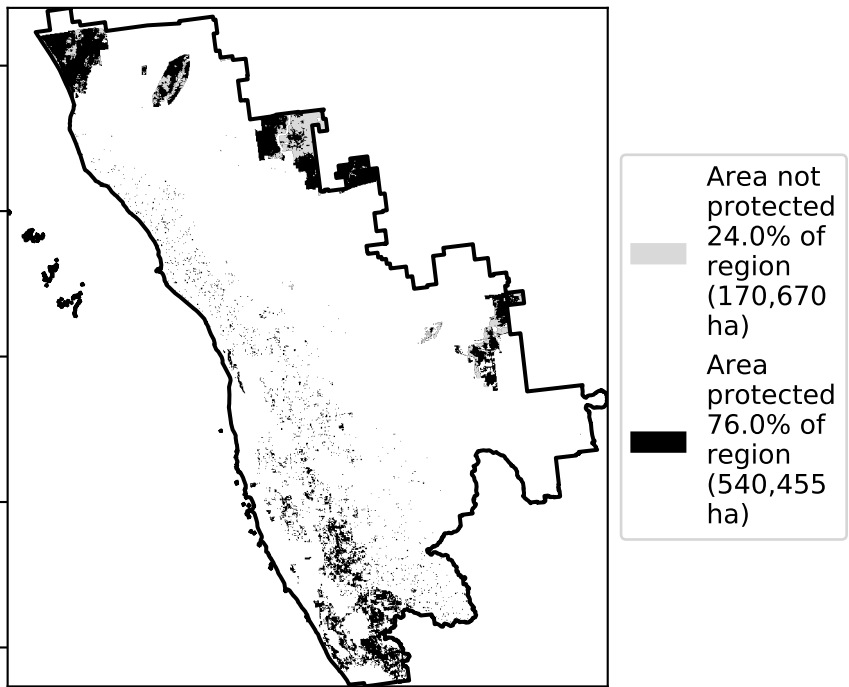 Area not
protected
24.0% of
region
(170,670
ha)
Area
protected
76.0% of
region
(540,455
ha)